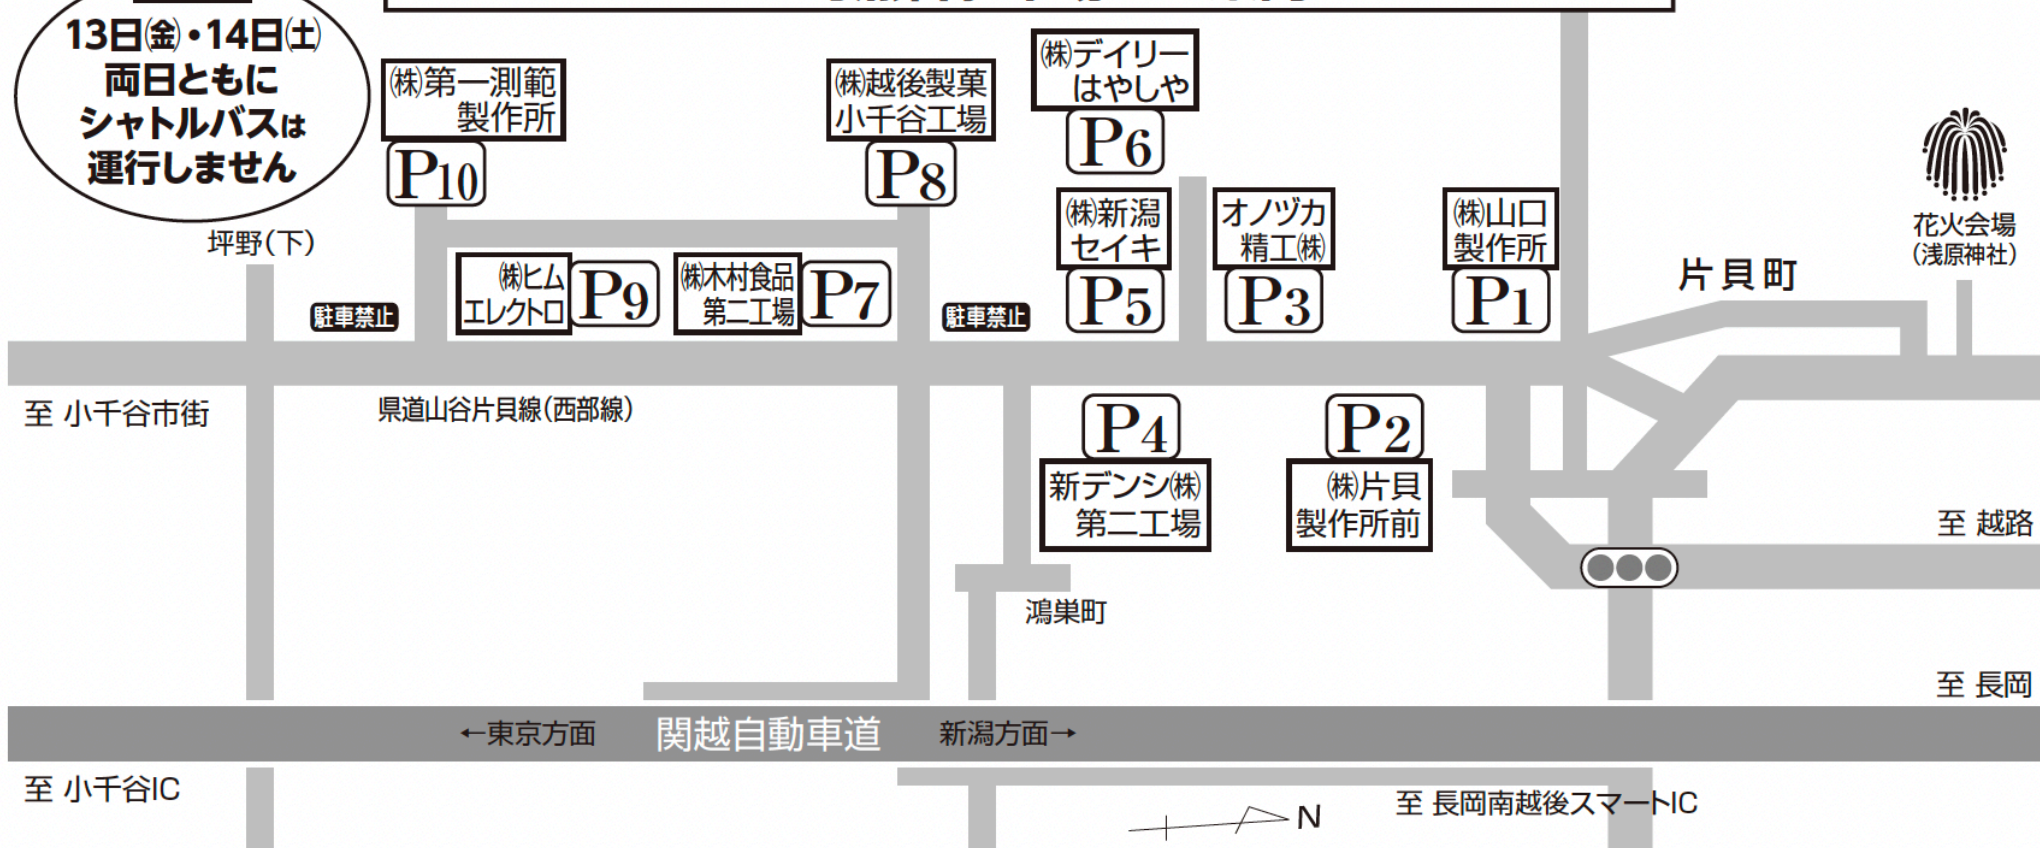 13日㈮・14日㈯
両日ともに
シャトルバスは
運行しません
㈱第一測範
製作所
P10
㈱越後製菓
小千谷工場
P8
㈱デイリー
はやしや
P6
㈱新潟
セイキ
P5
オノヅカ
精工㈱
P3
㈱山口
製作所
P1
花火会場
(浅原神社)
片貝町
坪野(下)
駐車禁止
㈱ヒム
エレクトロ
P9
㈱木村食品
第二工場
P7
駐車禁止
至 小千谷市街
県道山谷片貝線(西部線)
P4
新デンシ㈱
第二工場
P2
㈱片貝
製作所前
至 越路
鴻巣町
至 長岡
←東京方面
関越自動車道
新潟方面→
至 小千谷IC
N
至 長岡南越後スマートIC